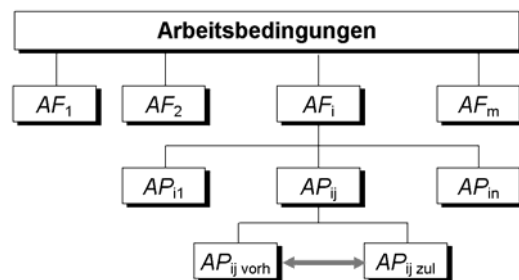 Arbeitsbedingungen
AF1 AF2 AFi AFm
APi1 APij APin
APij vorh APij zul